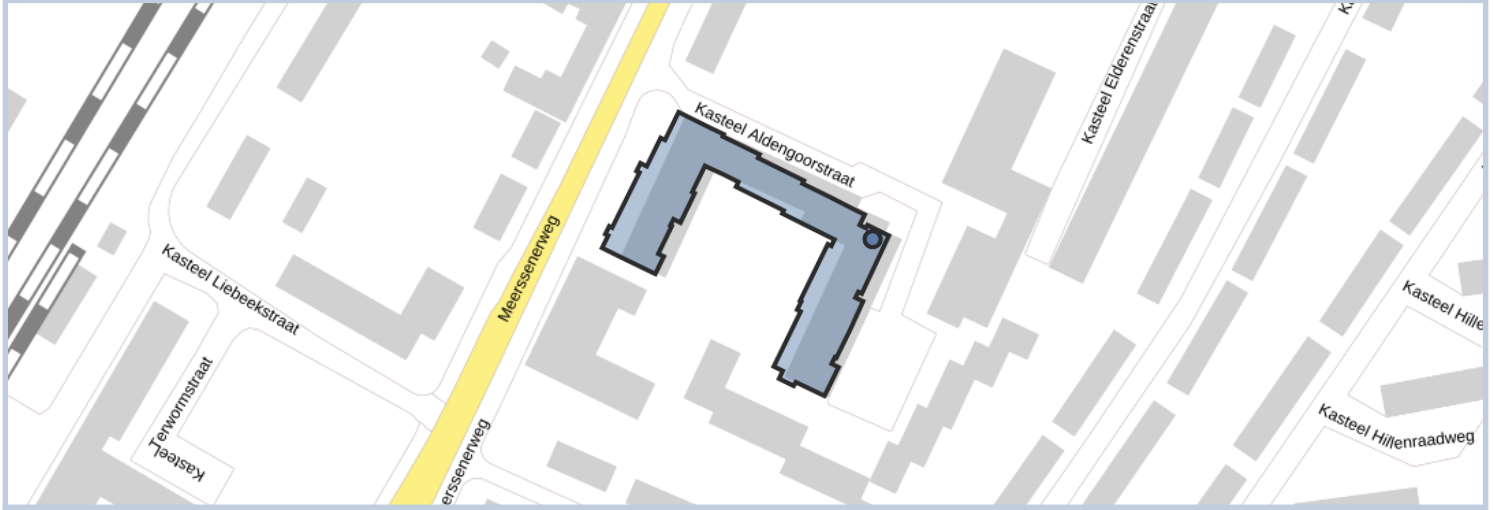 Kasteel Elderenstraat
Kasteel Aldengoorstraat
Meerssenerweg
Kasteel Liebeekstraat
Kasteel Hille
Kasteel Terwormstraat
Kasteel Hillenraadweg
erssenerweg